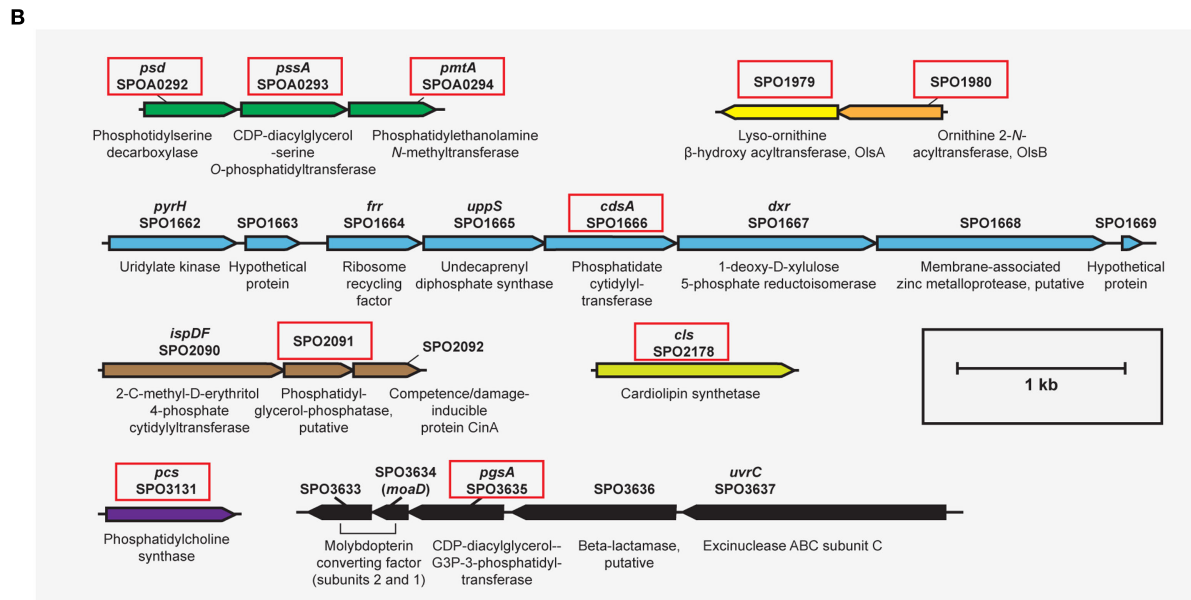 B
psd
SPOA0292
pssA
SPOA0293
pmtA
SPOA0294
Phosphotidylserine
decarboxylase
CDP-diacylglycerol
-serine
O-phosphatidyltransferase
Phosphatidylethanolamine
N-methyltransferase
SPO1979
SPO1980
Lyso-ornithine
β-hydroxy acyltransferase, OlsA
Ornithine 2-N-
acyltransferase, OlsB
pyrH
SPO1662
SPO1663
frr
SPO1664
uppS
SPO1665
cdsA
SPO1666
dxr
SPO1667
SPO1668
SPO1669
Uridylate kinase
Hypothetical
protein
Ribosome
recycling
factor
Undecaprenyl
diphosphate synthase
Phosphatidate
cytidylyl-
transferase
1-deoxy-D-xylulose
5-phosphate reductoisomerase
Membrane-associated
zinc metalloprotease, putative
Hypothetical
protein
ispDF
SPO2090
SPO2091
SPO2092
2-C-methyl-D-erythritol
4-phosphate
cytidylyltransferase
Phosphatidyl-
glycerol-phosphatase,
putative
Competence/damage-
inducible
protein CinA
cls
SPO2178
Cardiolipin synthetase
1 kb
pcs
SPO3131
Phosphatidylcholine
synthase
SPO3633
SPO3634
(moaD)
pgsA
SPO3635
SPO3636
uvrC
SPO3637
Molybdopterin
converting factor
(subunits 2 and 1)
CDP-diacylglycerol--
G3P-3-phosphatidyl-
transferase
Beta-lactamase,
putative
Excinuclease ABC subunit C